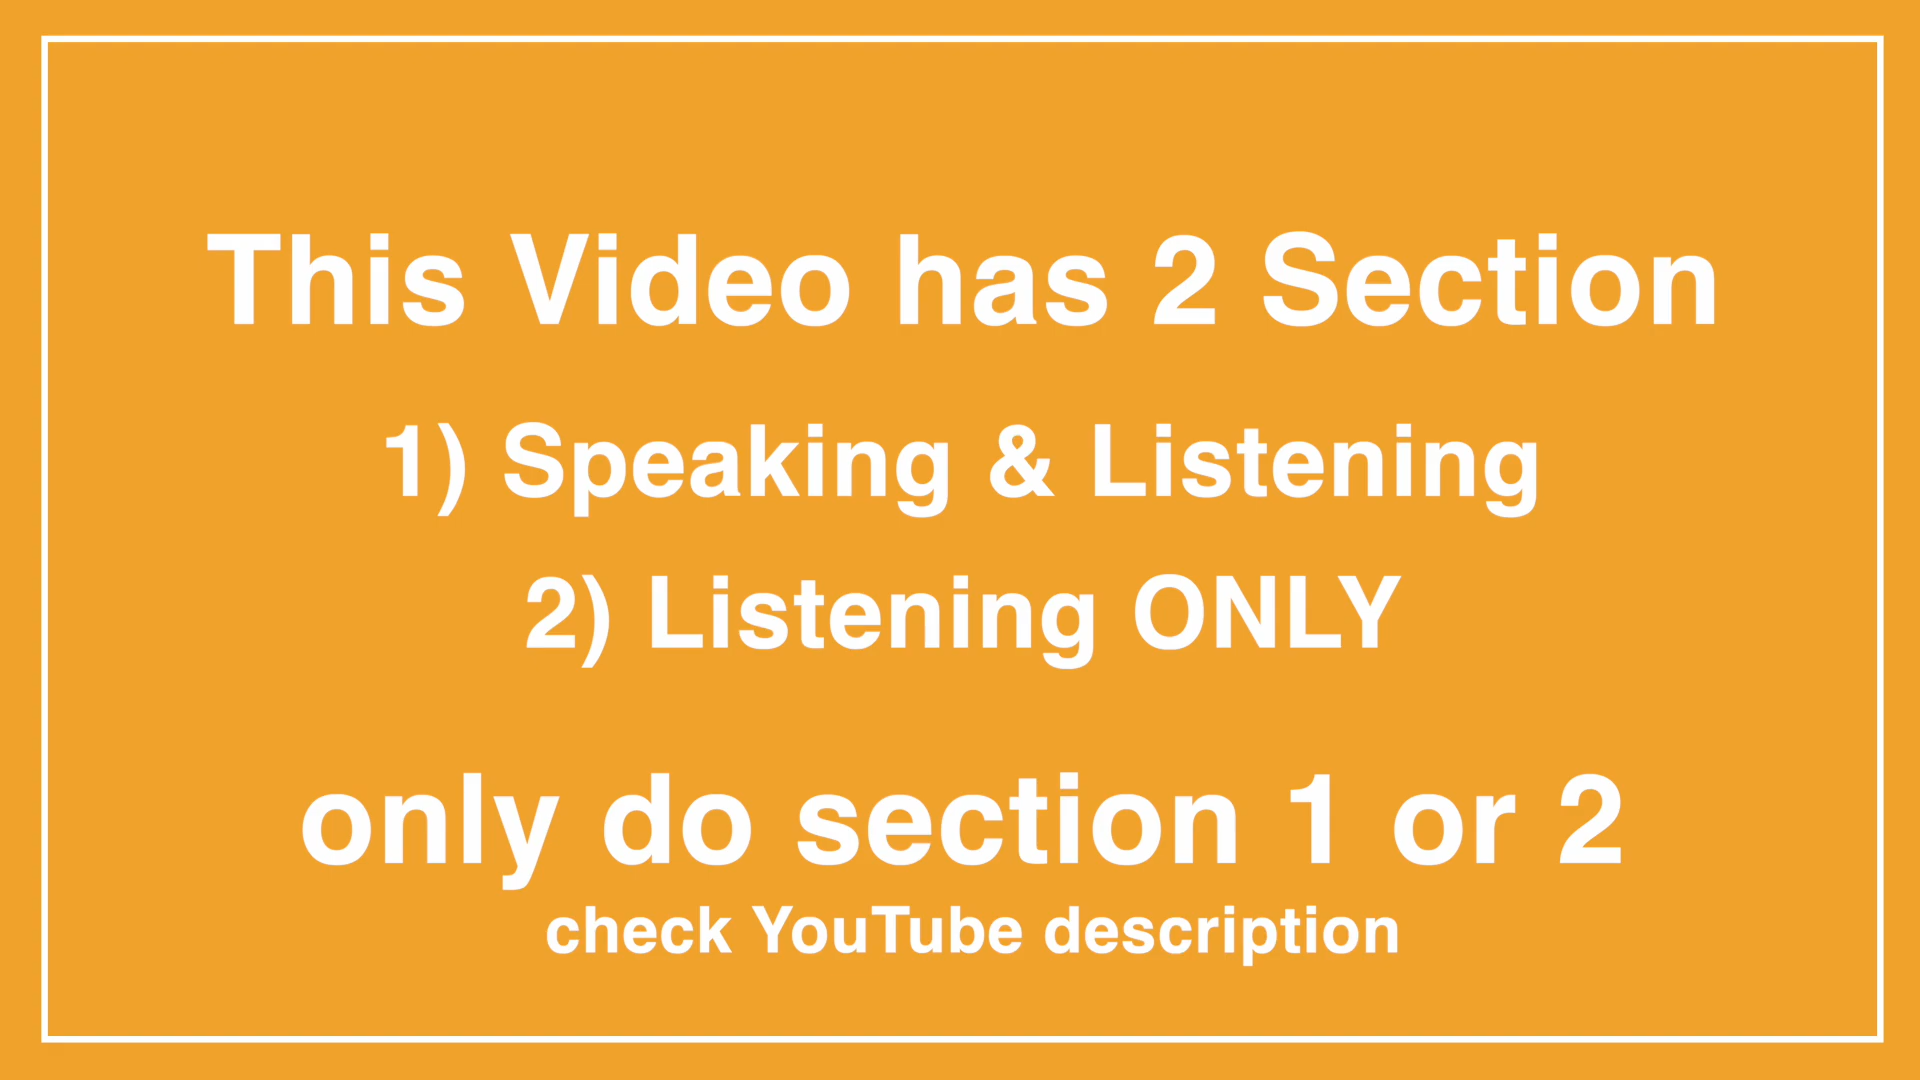 This Video has 2 Section
1) Speaking & Listening
2) Listening ONLY
only do section 1 or 2
check YouTube description